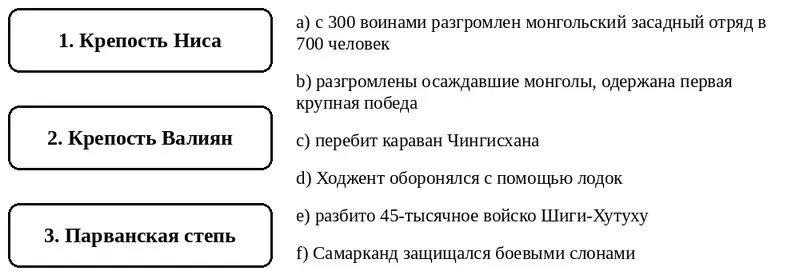 1. Крепость Ниса
2. Крепость Валиян
3. Парванская степь
a) с 300 воинами разгромлен монгольский засадный отряд в
700 человек
b) разгромлены осаждавшие монголы, одержана первая
крупная победа
c) перебит караван Чингисхана
d) Ходжент оборонялся с помощью лодок
e) разбито 45-тысячное войско Шиги-Хутуху
f) Самарканд защищался боевыми слонами